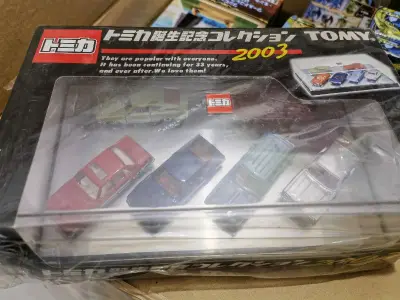 トミカ
トミカ誕生記念コレクション TOMY
2003
They are popular with everyone.
It has been continuing for 33 years,
and ever after. We love them!
トミカ